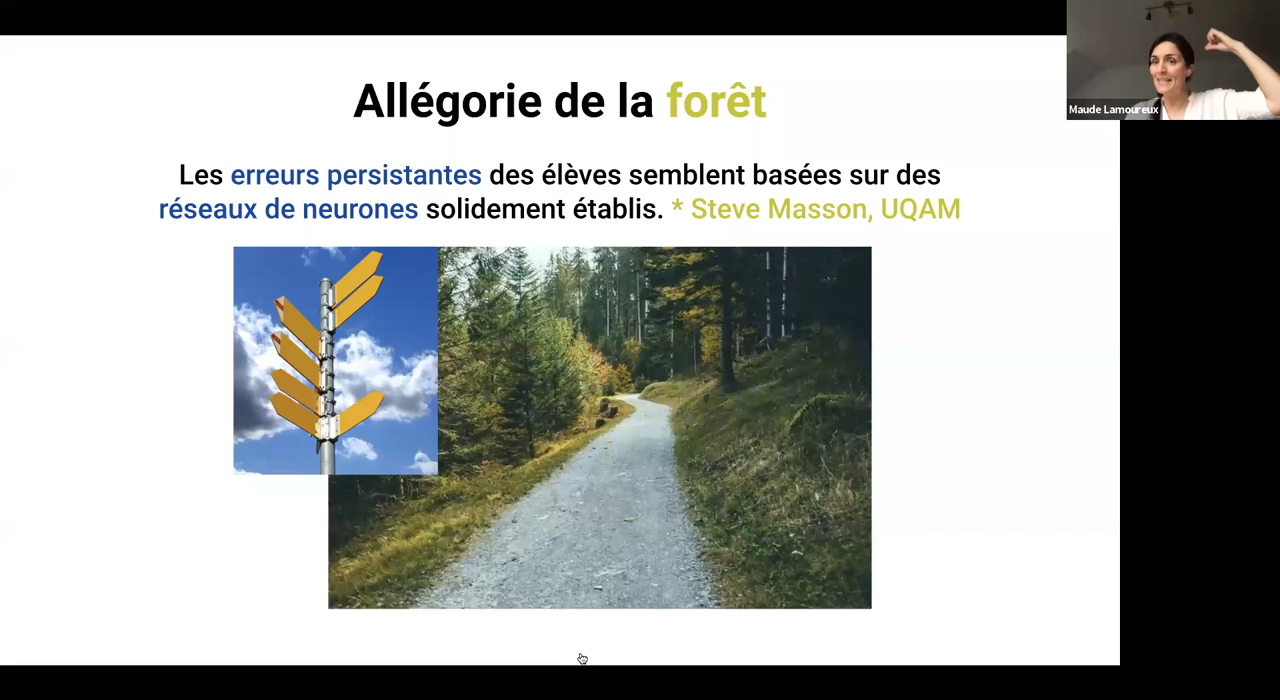 Allégorie de la forêt
Maude Lamoureux
Les erreurs persistantes des élèves semblent basées sur des
réseaux de neurones solidement établis. * Steve Masson, UQAM